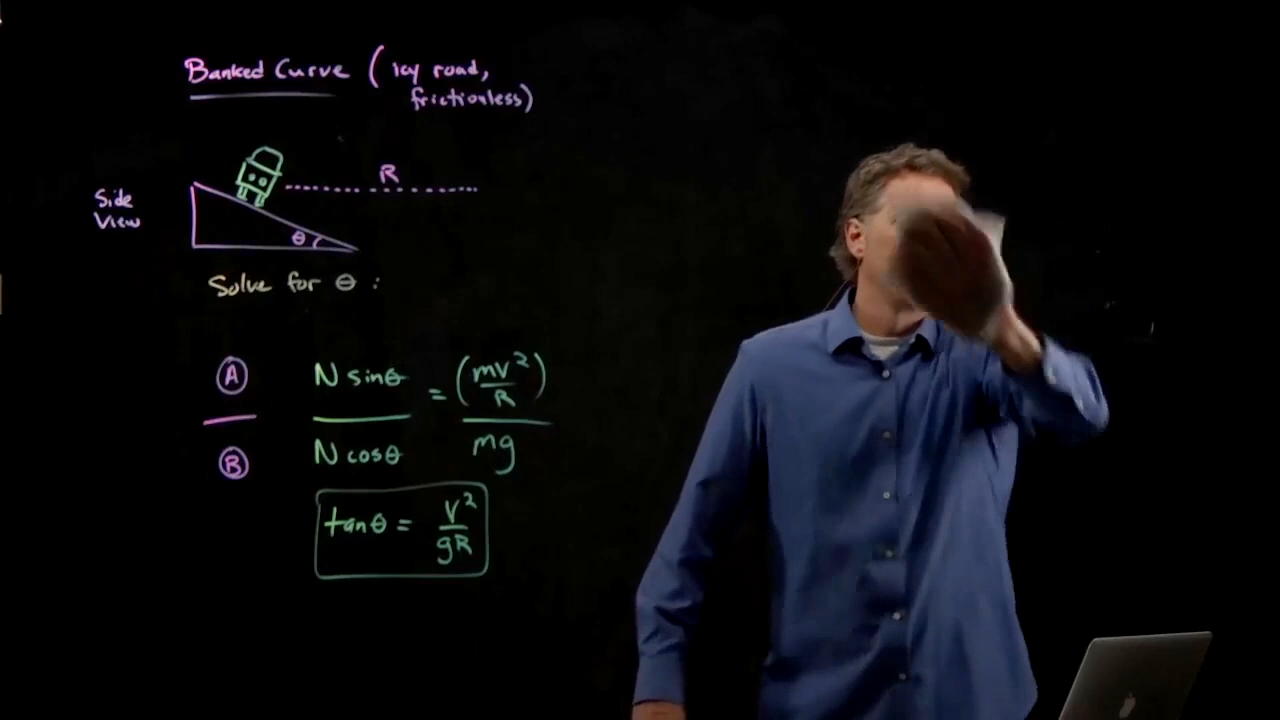 Banked Curve (icy road,
frictionless)
R
Side
View
θ
Solve for θ :
A N sinθ = (mv²/R)
B N cosθ mg
tanθ = v²/gR